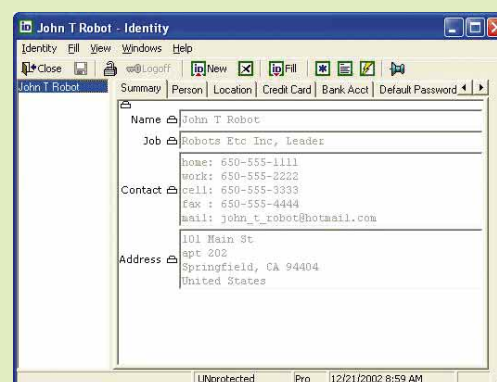 John T Robot - Identity
Identity Fill View Windows Help
Close Logoff New Fill
John T Robot
Summary Person Location Credit Card Bank Acct Default Password
Name John T Robot
Job Robots Etc Inc, Leader
Contact
home: 650-555-1111
work: 650-555-2222
cell: 650-555-3333
fax : 650-555-4444
mail: john_t_robot@hotmail.com
Address
101 Main St
apt 202
Springfield, CA 94404
United States
UNprotected Pro 12/21/2002 8:59 AM